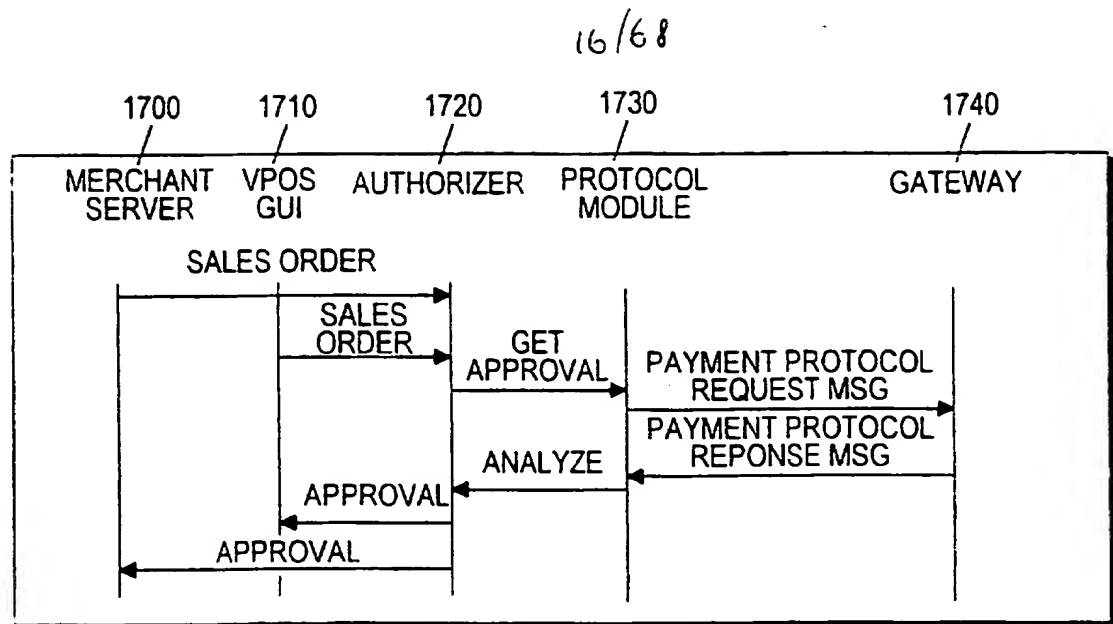 16/68
1700 1710 1720 1730 1740
MERCHANT SERVER
VPOS GUI
AUTHORIZER
PROTOCOL MODULE
GATEWAY
SALES ORDER
SALES
ORDER
GET
APPROVAL
PAYMENT PROTOCOL
REQUEST MSG
PAYMENT PROTOCOL
REPONSE MSG
ANALYZE
APPROVAL
APPROVAL